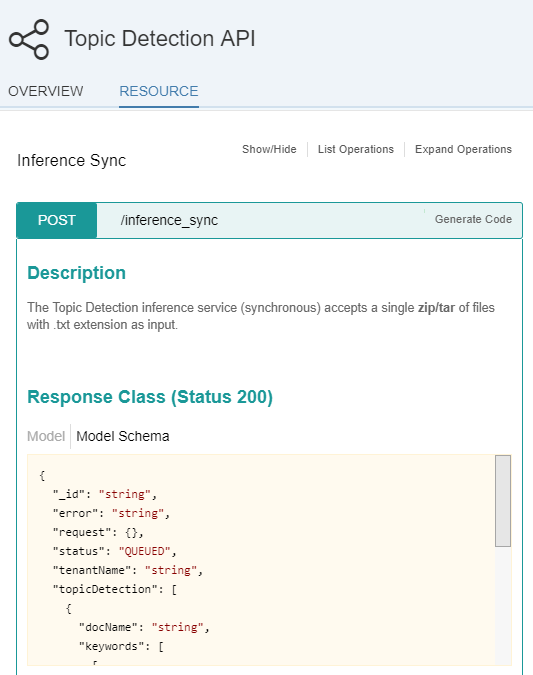 Topic Detection API
OVERVIEW RESOURCE
Inference Sync Show/Hide List Operations Expand Operations
POST /inference_sync Generate Code
Description
The Topic Detection inference service (synchronous) accepts a single zip/tar of files
with .txt extension as input.
Response Class (Status 200)
Model Model Schema
{
"_id": "string",
"error": "string",
"request": {},
"status": "QUEUED",
"tenantName": "string",
"topicDetection": [
{
"docName": "string",
"keywords": [
[